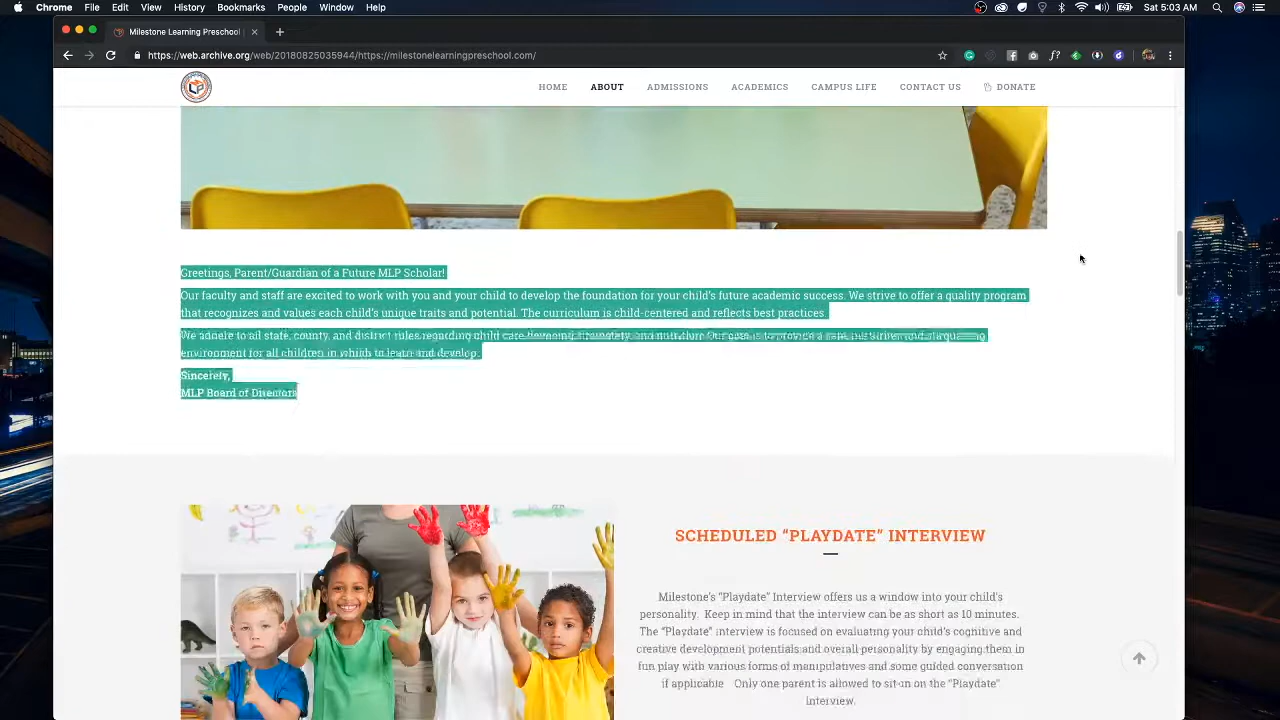 Chrome File Edit View History Bookmarks People Window Help
Sat 5:03 AM
Milestone Learning Preschool
https://web.archive.org/web/20180825035944/https://milestonelearningpreschool.com/
HOME ABOUT ADMISSIONS ACADEMICS CAMPUS LIFE CONTACT US DONATE
Greetings, Parent/Guardian of a Future MLP Scholar!
Our faculty and staff are excited to work with you and your child to develop the foundation for your child's future academic success. We strive to offer a quality program
that recognizes and values each child's unique traits and potential. The curriculum is child-centered and reflects best practices.
We adhere to all state, county, and district rules regarding child care
environment for all children in which to learn and develop.
Sincerely,
MLP Board of Directors
SCHEDULED “PLAYDATE” INTERVIEW
Milestone's “Playdate” Interview offers us a window into your child's
personality. Keep in mind that the interview can be as short as 10 minutes.
The “Playdate” interview is focused on evaluating your child's cognitive and
creative development potentials and overall personality by engaging them in
fun play with various forms of manipulatives and some guided conversation
if applicable Only one parent is allowed to sit-in on the “Playdate”
interview.